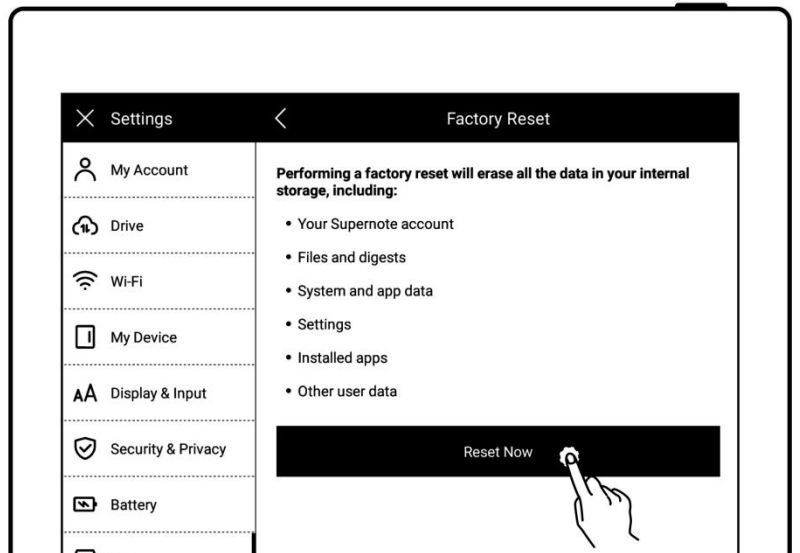 Settings
Factory Reset
My Account
Drive
Wi-Fi
My Device
AA Display & Input
Security & Privacy
Battery
Performing a factory reset will erase all the data in your internal
storage, including:
• Your Supernote account
• Files and digests
• System and app data
• Settings
• Installed apps
• Other user data
Reset Now